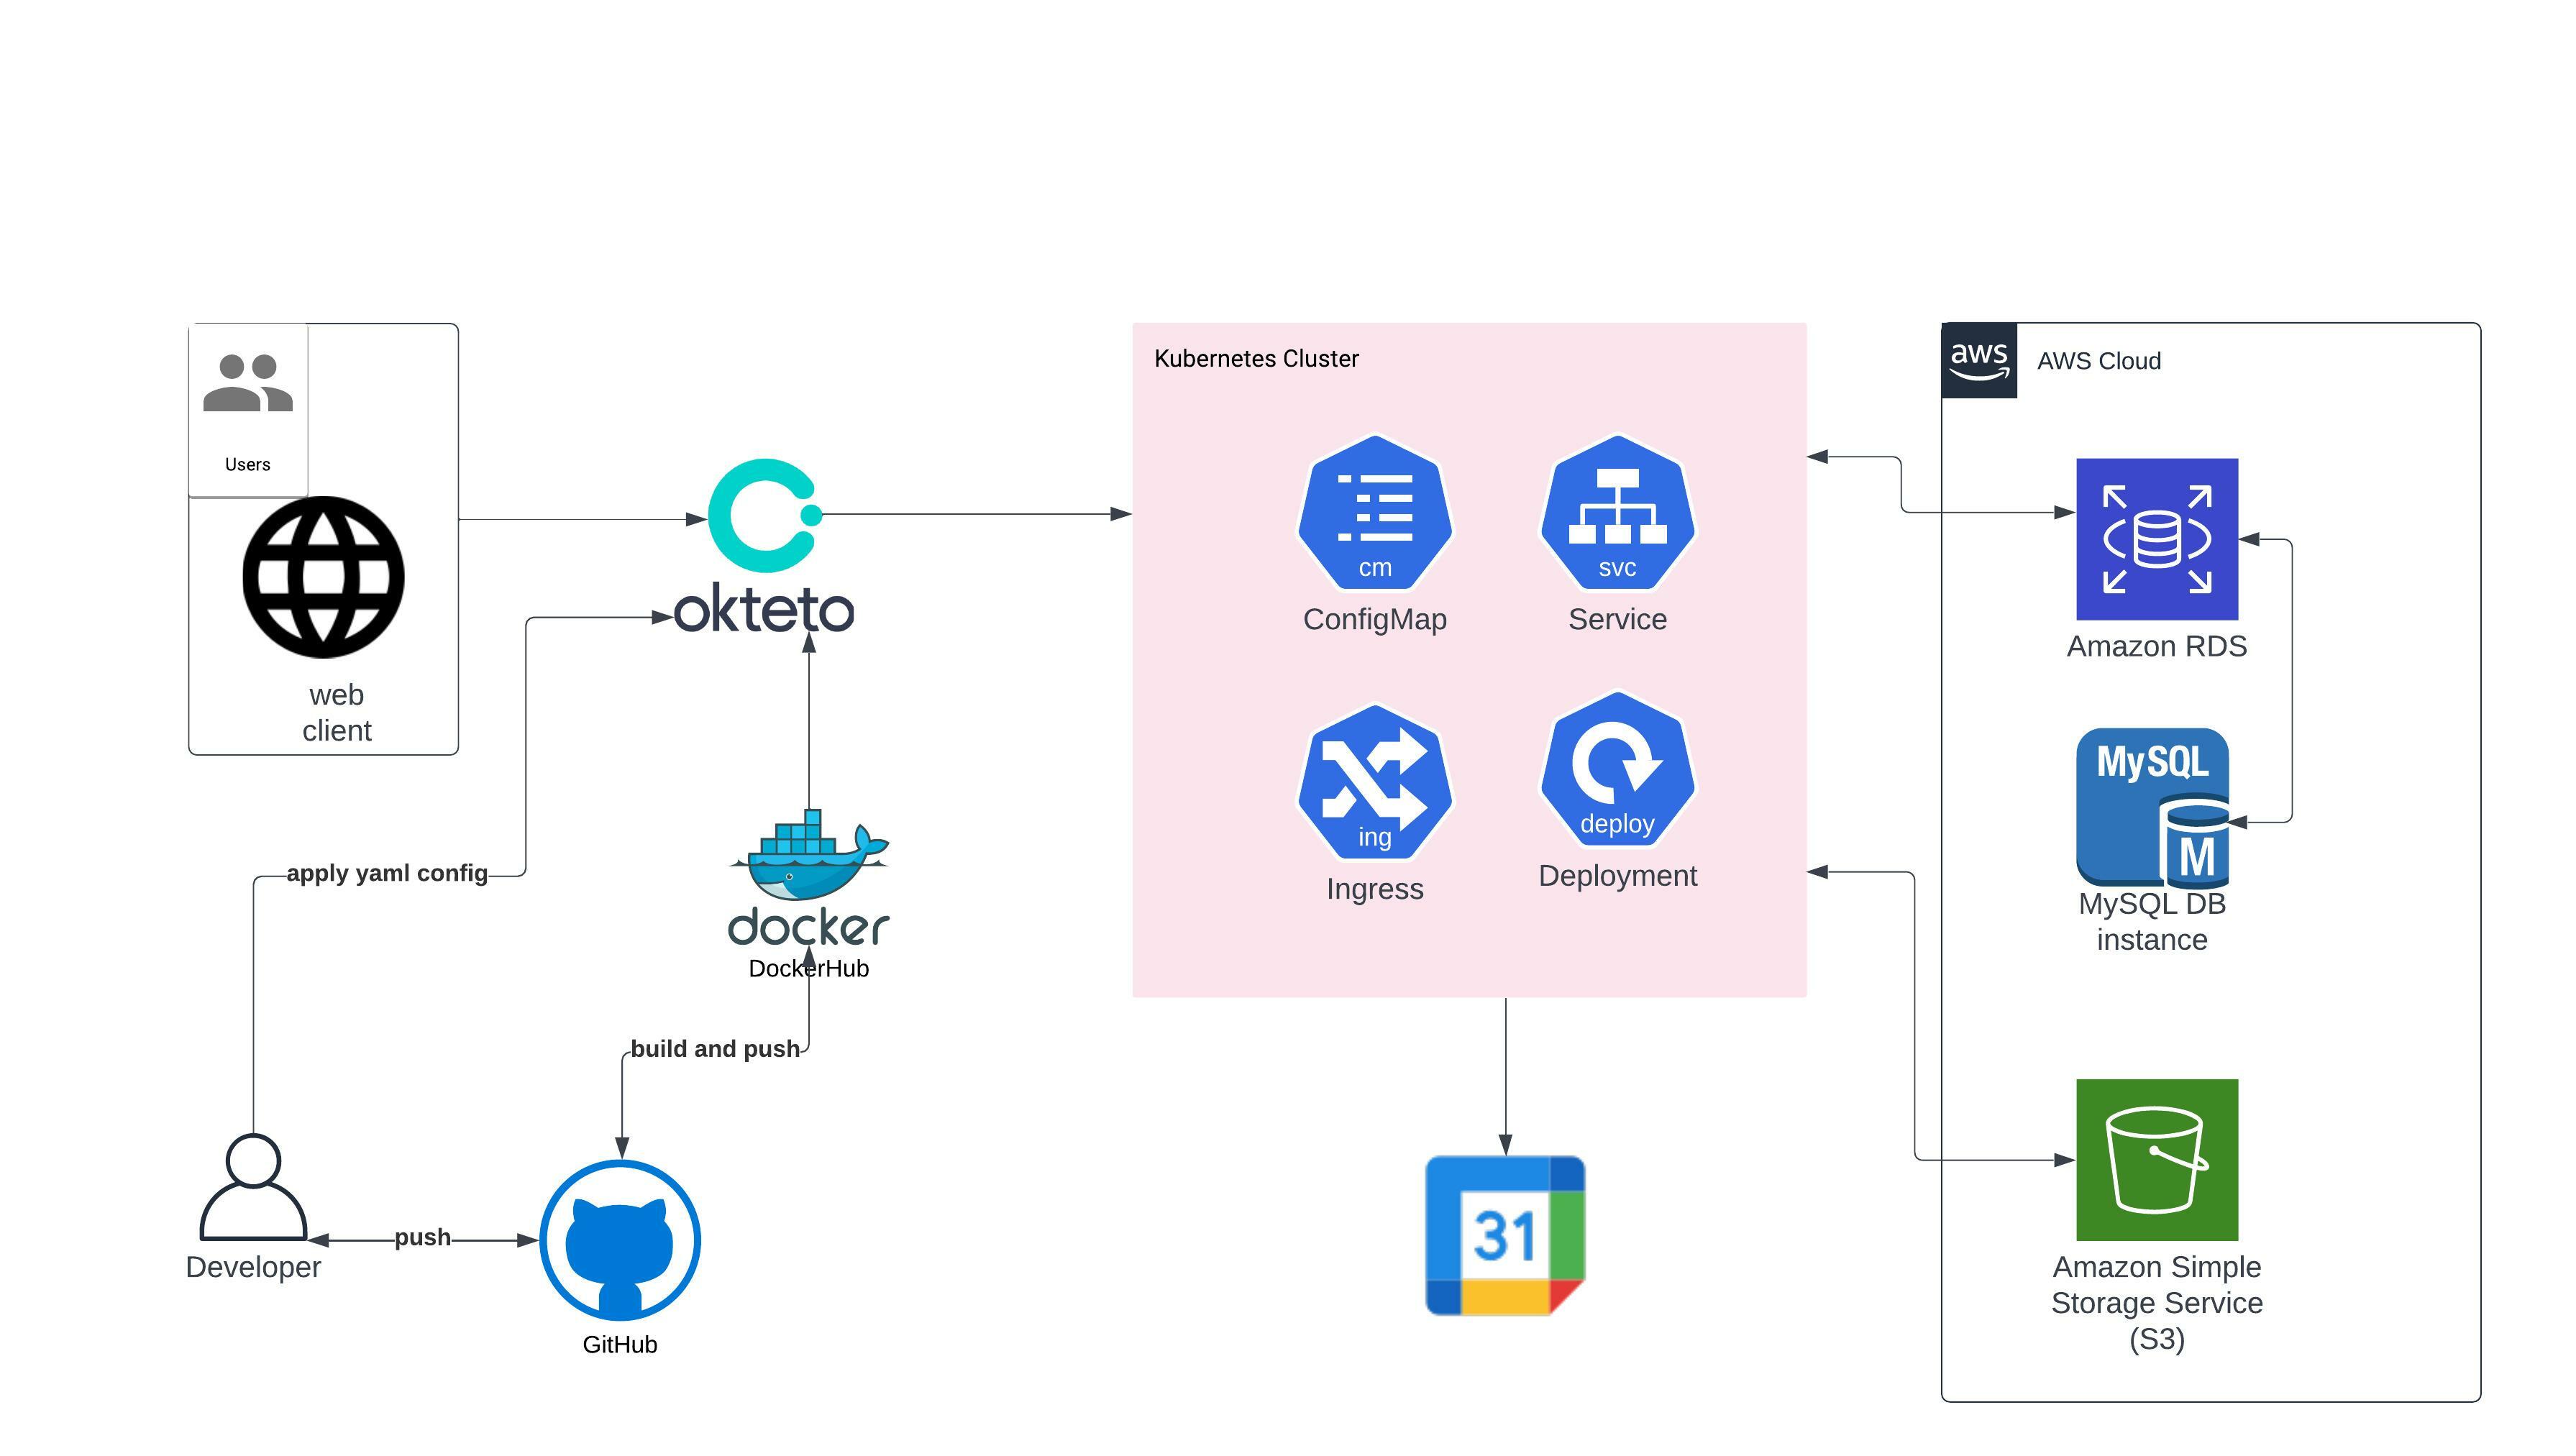 Users
web
client
okteto
apply yaml config
docker
DockerHub
build and push
Developer
push
GitHub
Kubernetes Cluster
cm
ConfigMap
svc
Service
ing
Ingress
deploy
Deployment
31
aws
AWS Cloud
Amazon RDS
MySQL
M
MySQL DB
instance
Amazon Simple
Storage Service
(S3)